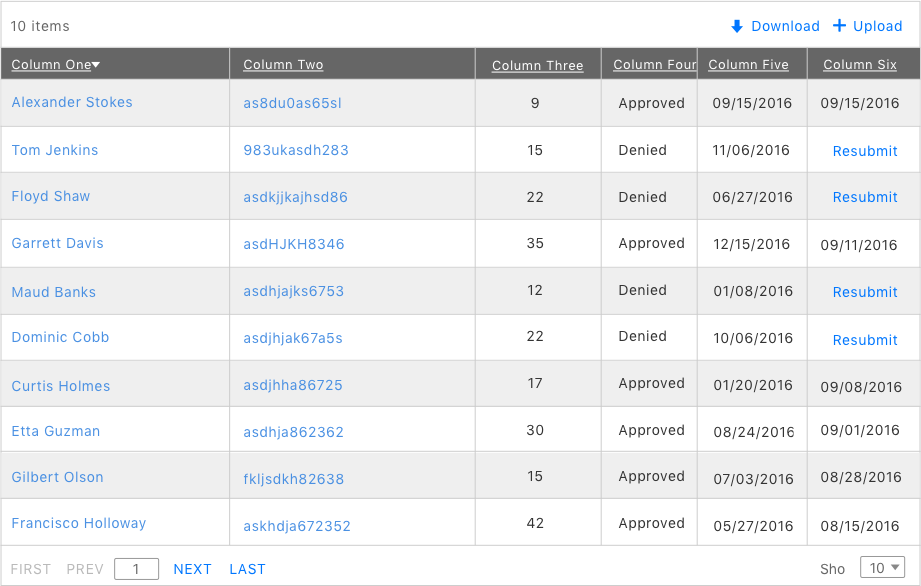 10 items Download + Upload
Column One Column Two Column Three Column Four Column Five Column Six
Alexander Stokes as8du0as65sl 9 Approved 09/15/2016 09/15/2016
Tom Jenkins 983ukasdh283 15 Denied 11/06/2016 Resubmit
Floyd Shaw asdkjjkajhsd86 22 Denied 06/27/2016 Resubmit
Garrett Davis asdHJKH8346 35 Approved 12/15/2016 09/11/2016
Maud Banks asdhjajks6753 12 Denied 01/08/2016 Resubmit
Dominic Cobb asdjhjak67a5s 22 Denied 10/06/2016 Resubmit
Curtis Holmes asdjhha86725 17 Approved 01/20/2016 09/08/2016
Etta Guzman asdhja862362 30 Approved 08/24/2016 09/01/2016
Gilbert Olson fkljsdkh82638 15 Approved 07/03/2016 08/28/2016
Francisco Holloway askhdja672352 42 Approved 05/27/2016 08/15/2016
FIRST PREV 1 NEXT LAST Sho 10